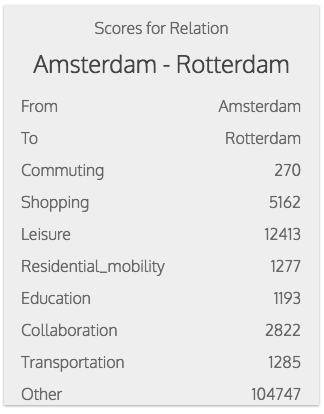 Scores for Relation
Amsterdam - Rotterdam
From Amsterdam
To Rotterdam
Commuting 270
Shopping 5162
Leisure 12413
Residential_mobility 1277
Education 1193
Collaboration 2822
Transportation 1285
Other 104747